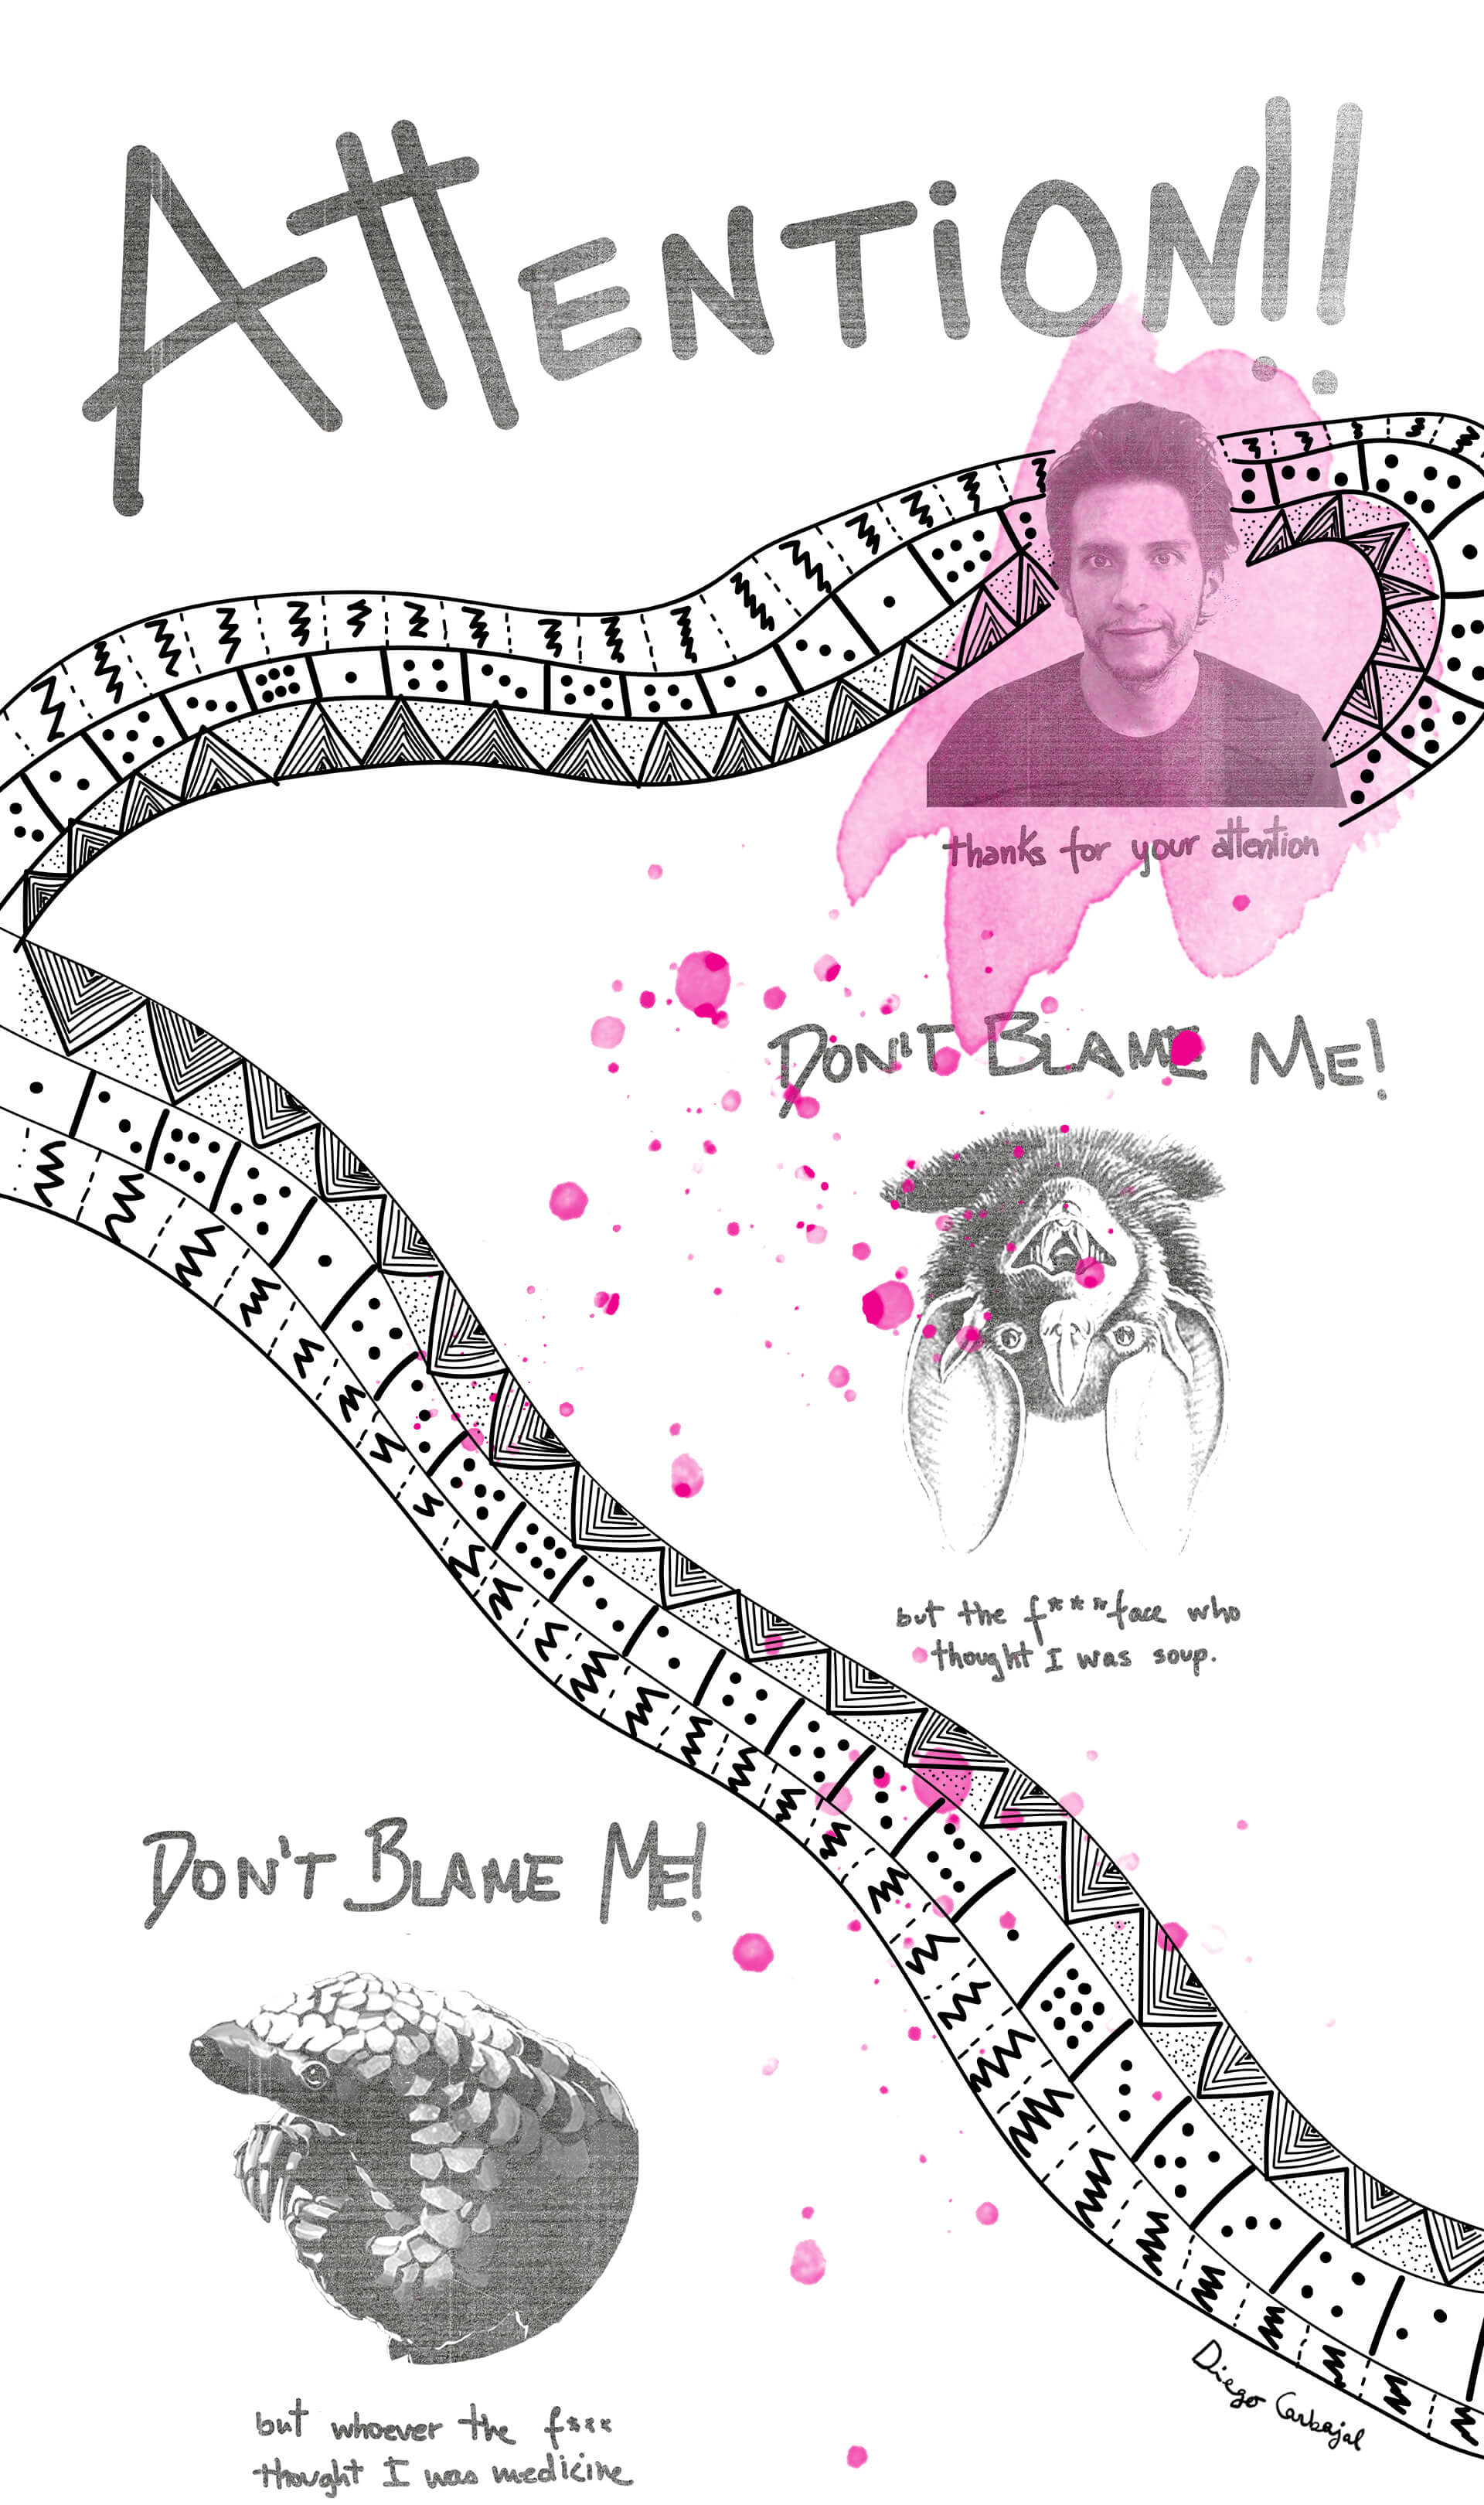 ATTENTiON!!
thanks for your attention
DON'T BLAME ME!
but the f***face who
thought I was soup.
DON'T BLAME ME!
but whoever the f***
thought I was medicine
Diego Carbajal